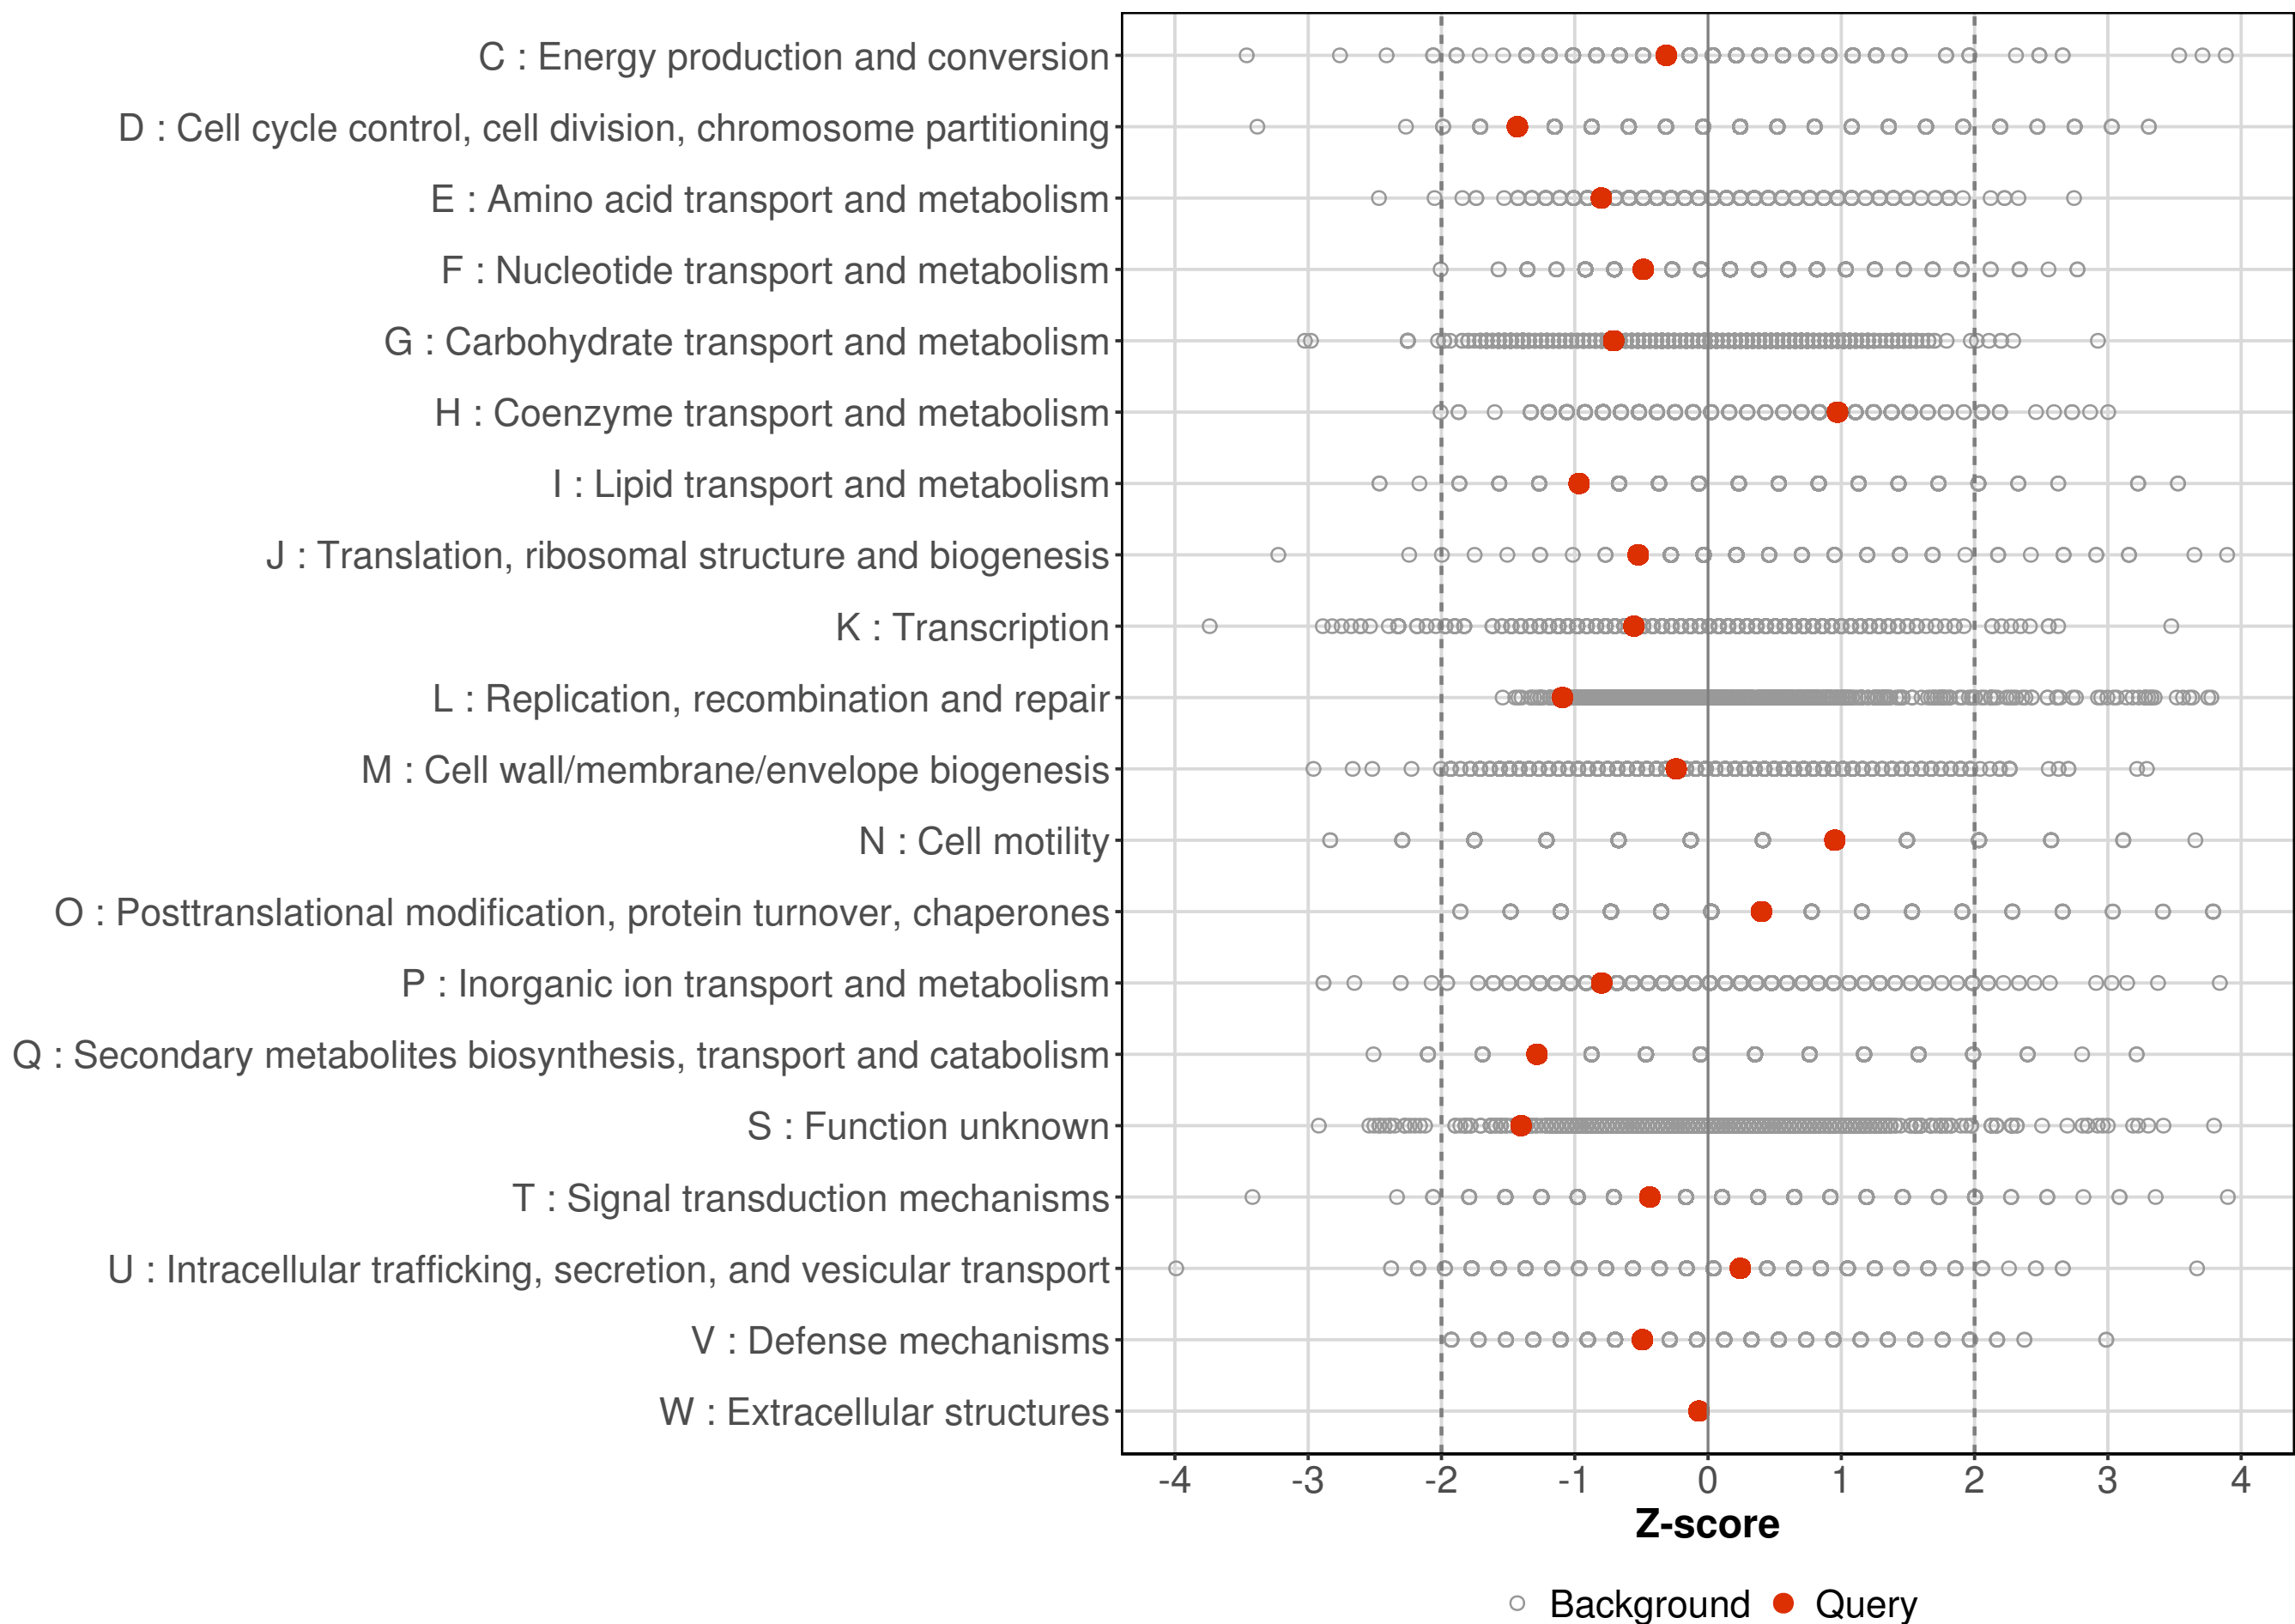 C : Energy production and conversion
D : Cell cycle control, cell division, chromosome partitioning
E : Amino acid transport and metabolism
F : Nucleotide transport and metabolism
G : Carbohydrate transport and metabolism
H : Coenzyme transport and metabolism
I : Lipid transport and metabolism
J : Translation, ribosomal structure and biogenesis
K : Transcription
L : Replication, recombination and repair
M : Cell wall/membrane/envelope biogenesis
N : Cell motility
O : Posttranslational modification, protein turnover, chaperones
P : Inorganic ion transport and metabolism
Q : Secondary metabolites biosynthesis, transport and catabolism
S : Function unknown
T : Signal transduction mechanisms
U : Intracellular trafficking, secretion, and vesicular transport
V : Defense mechanisms
W : Extracellular structures
-4 -3 -2 -1 0 1 2 3 4
Z-score
Background Query